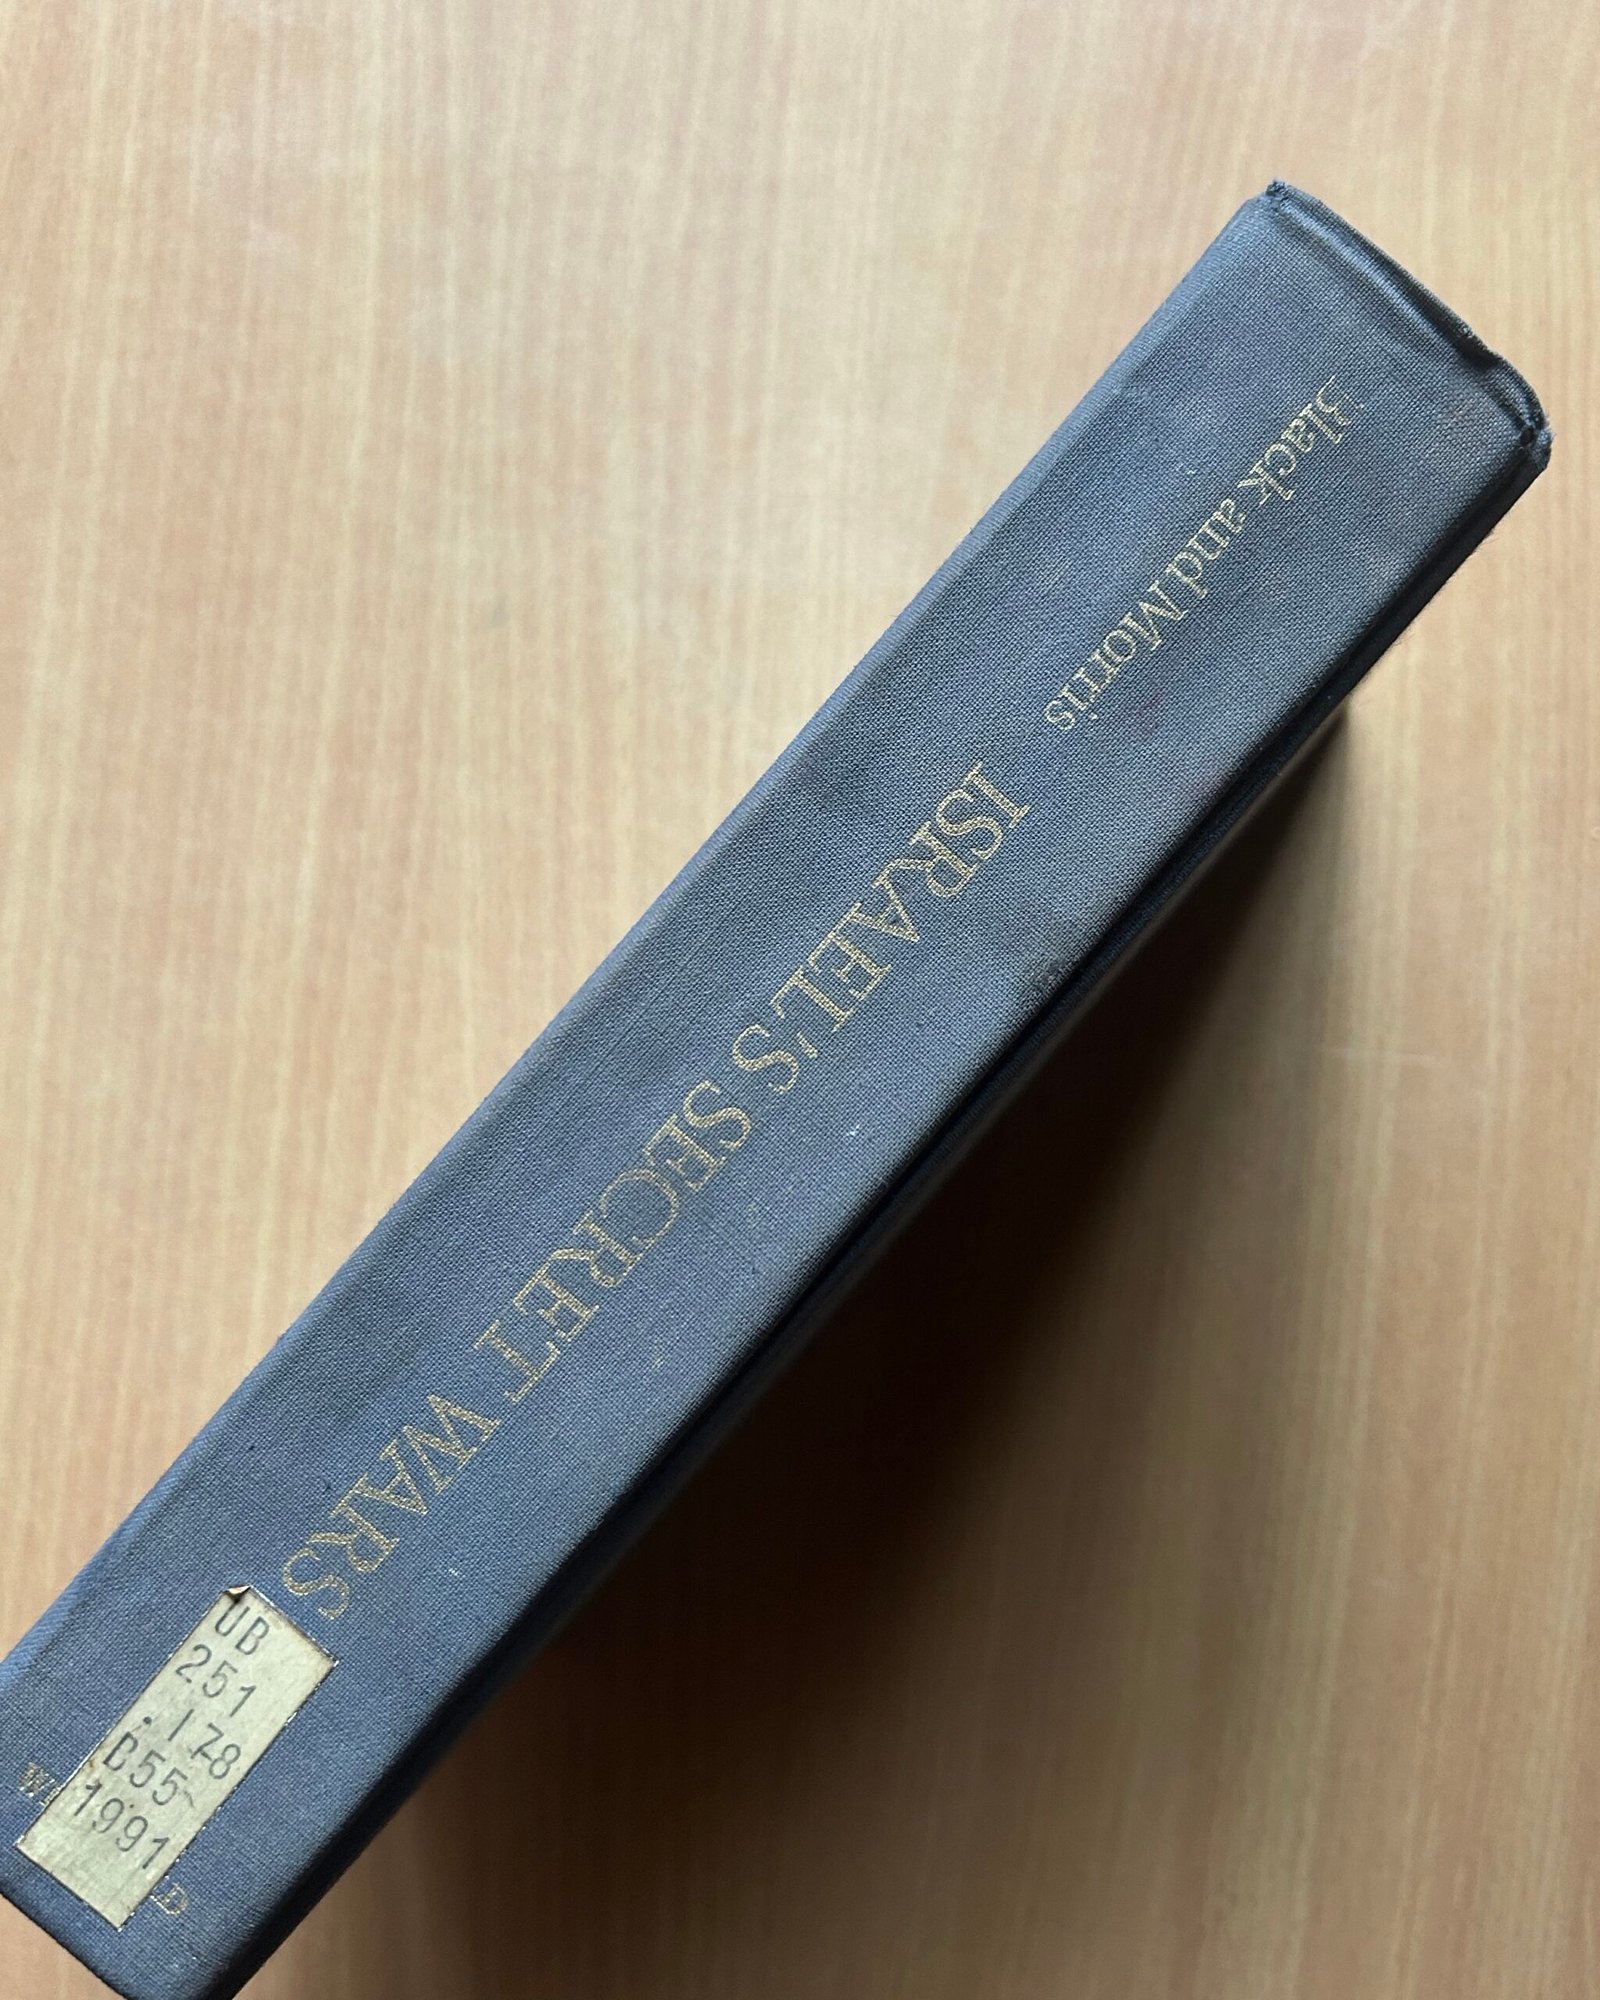 Black and Morris
ISRAEL'S SECRET WARS
UB
251
.I78
B55
1991